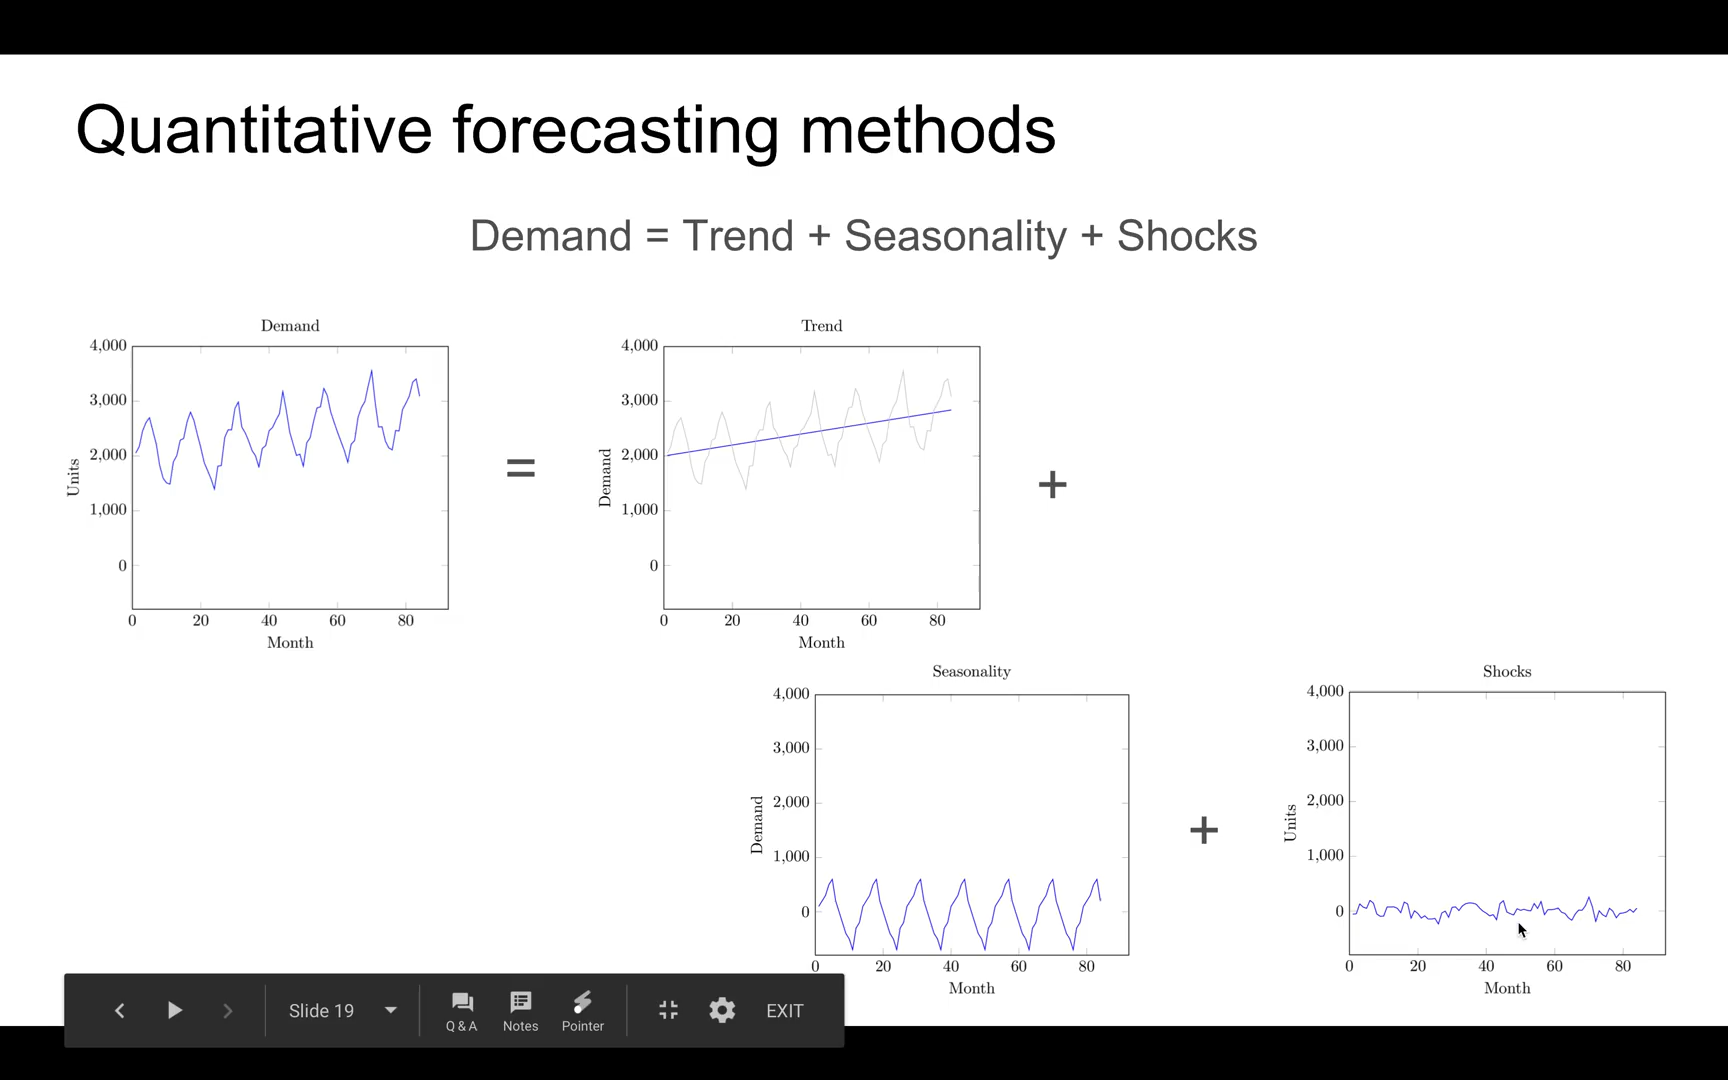 Quantitative forecasting methods
Demand = Trend + Seasonality + Shocks
Demand
4,000
3,000
2,000
1,000
0
Units
0 20 40 60 80
Month
=
Trend
4,000
3,000
2,000
1,000
0
Demand
0 20 40 60 80
Month
+
Seasonality
4,000
3,000
2,000
1,000
0
Demand
0 20 40 60 80
Month
+
Shocks
4,000
3,000
2,000
1,000
0
Units
0 20 40 60 80
Month
Slide 19
Q & A
Notes
Pointer
EXIT